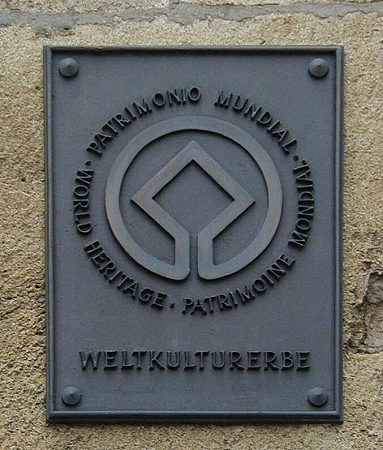 WORLD HERITAGE · PATRIMONIO MUNDIAL · PATRIMOINE MONDIAL ·
WELTKULTURERBE